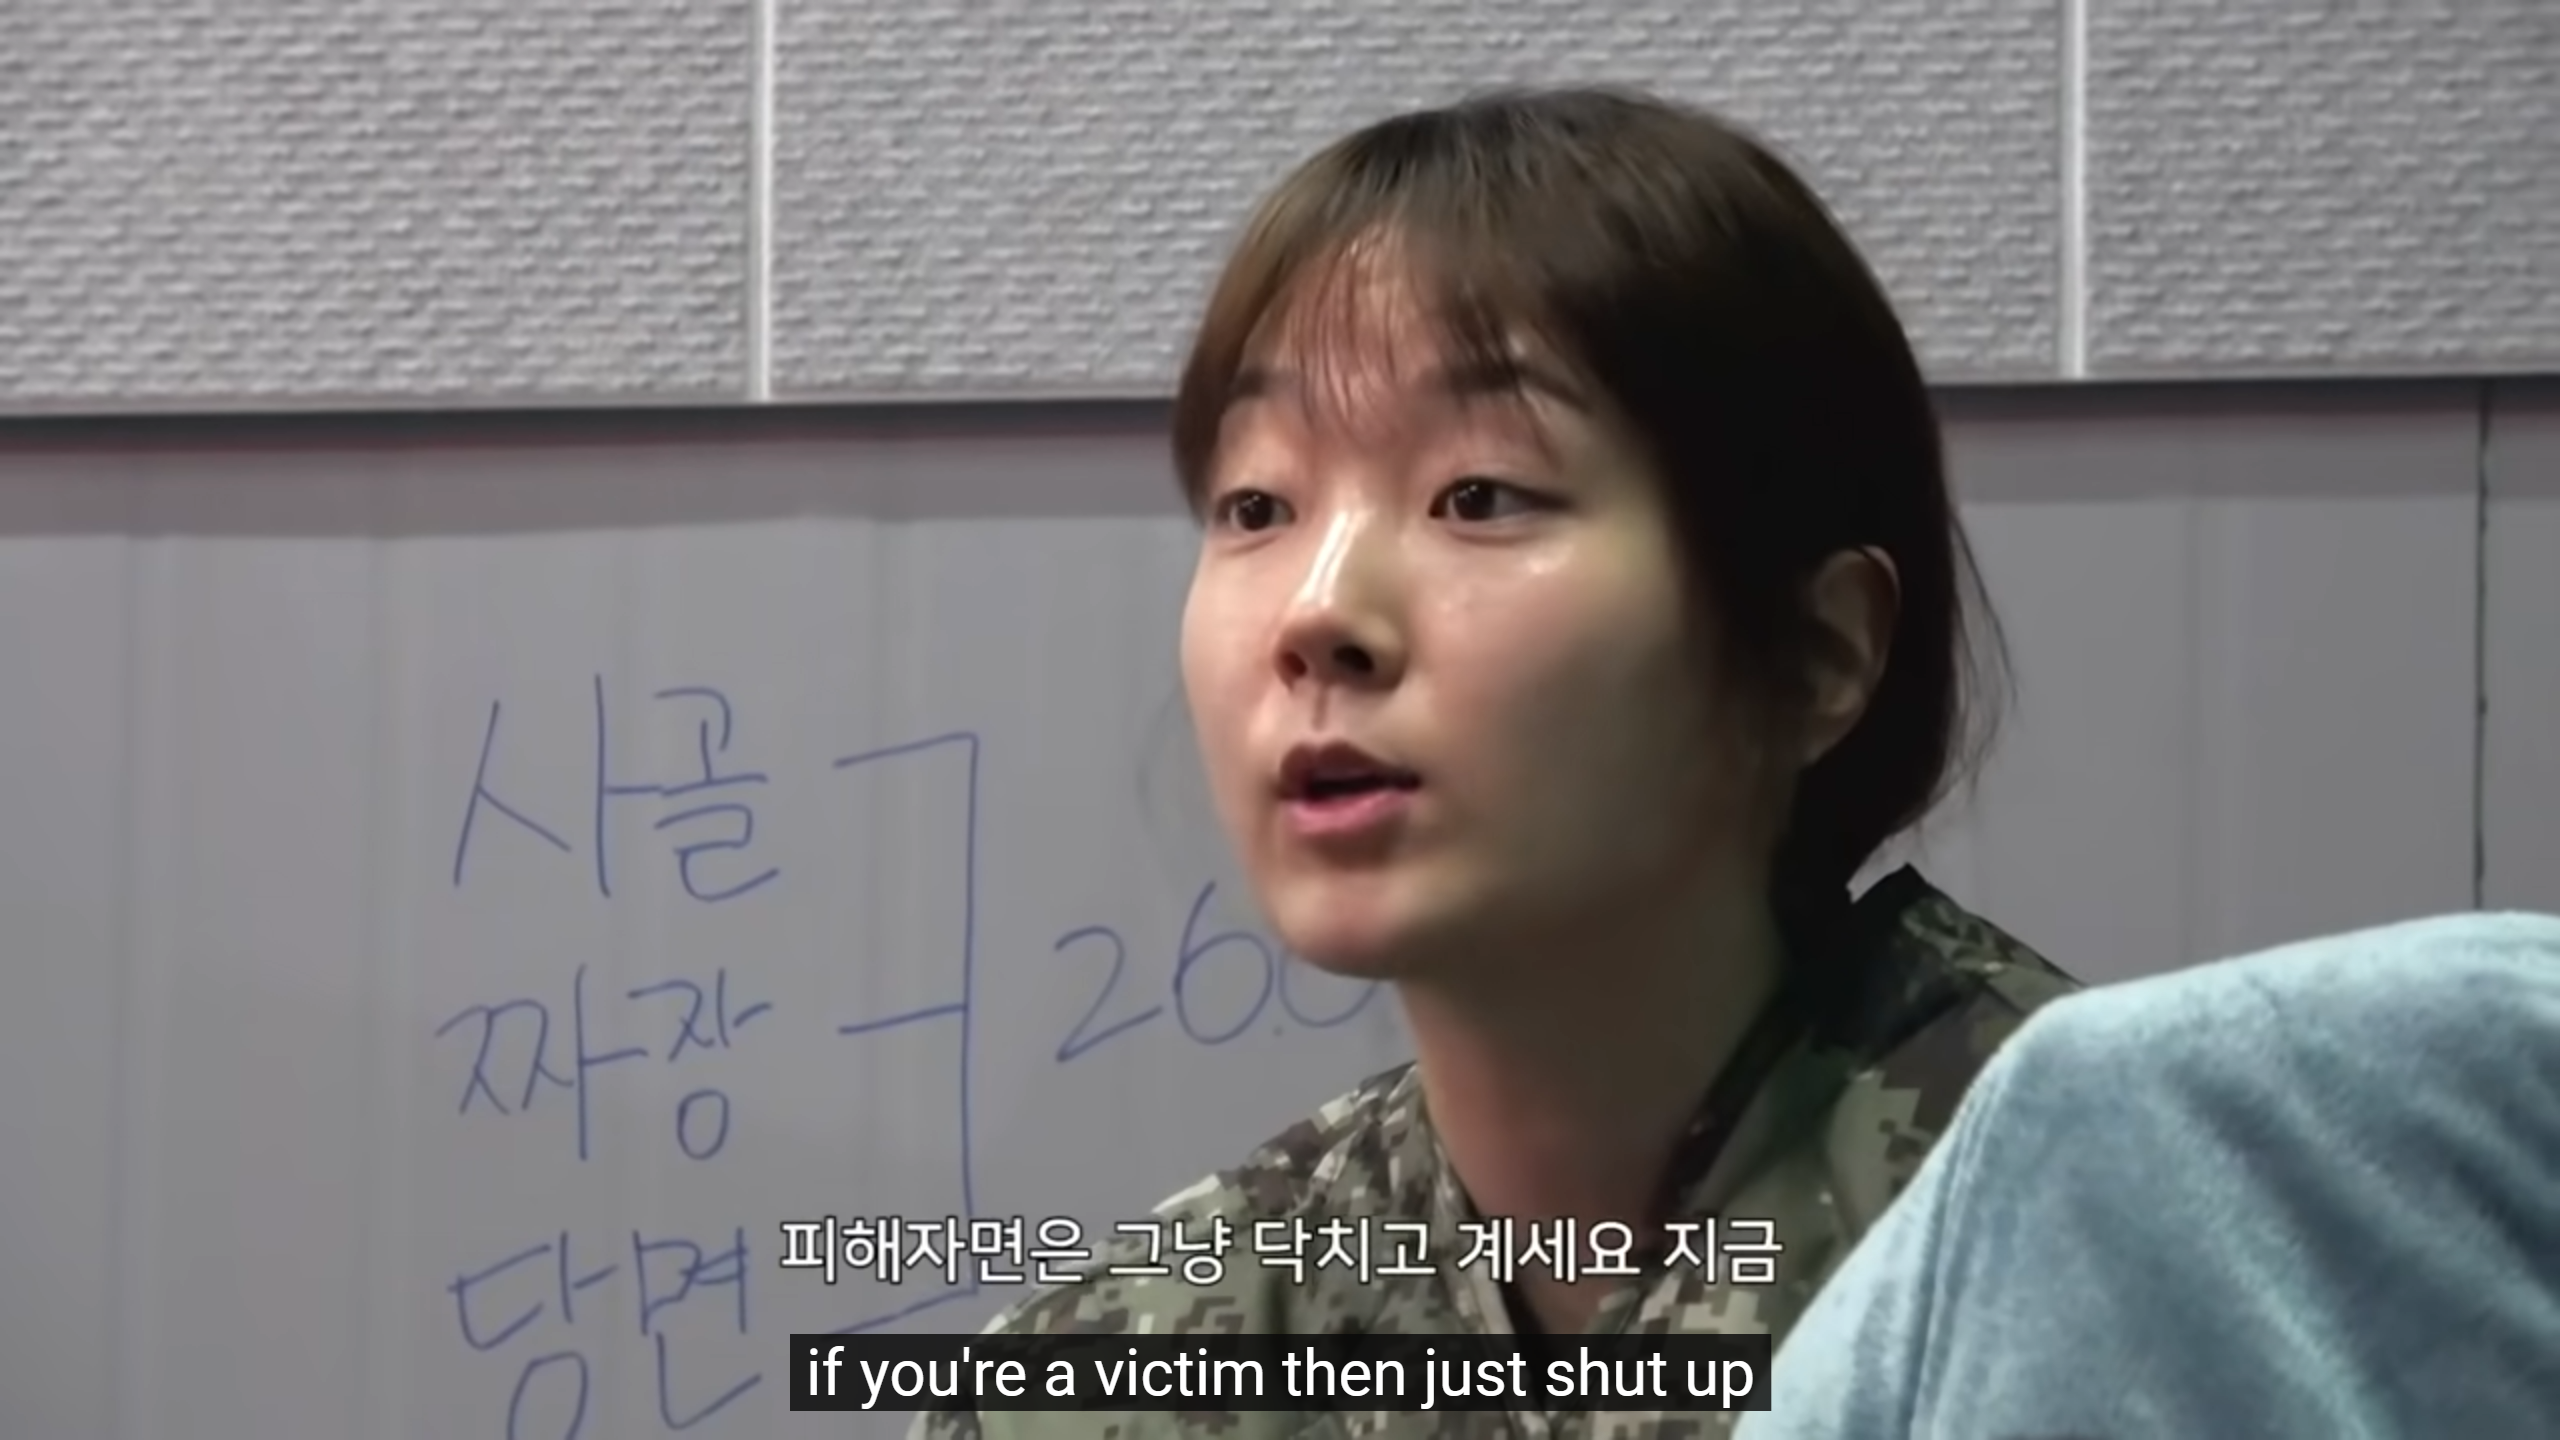 사골
짜장
당면
26.0
피해자면은 그냥 닥치고 계세요 지금
if you're a victim then just shut up